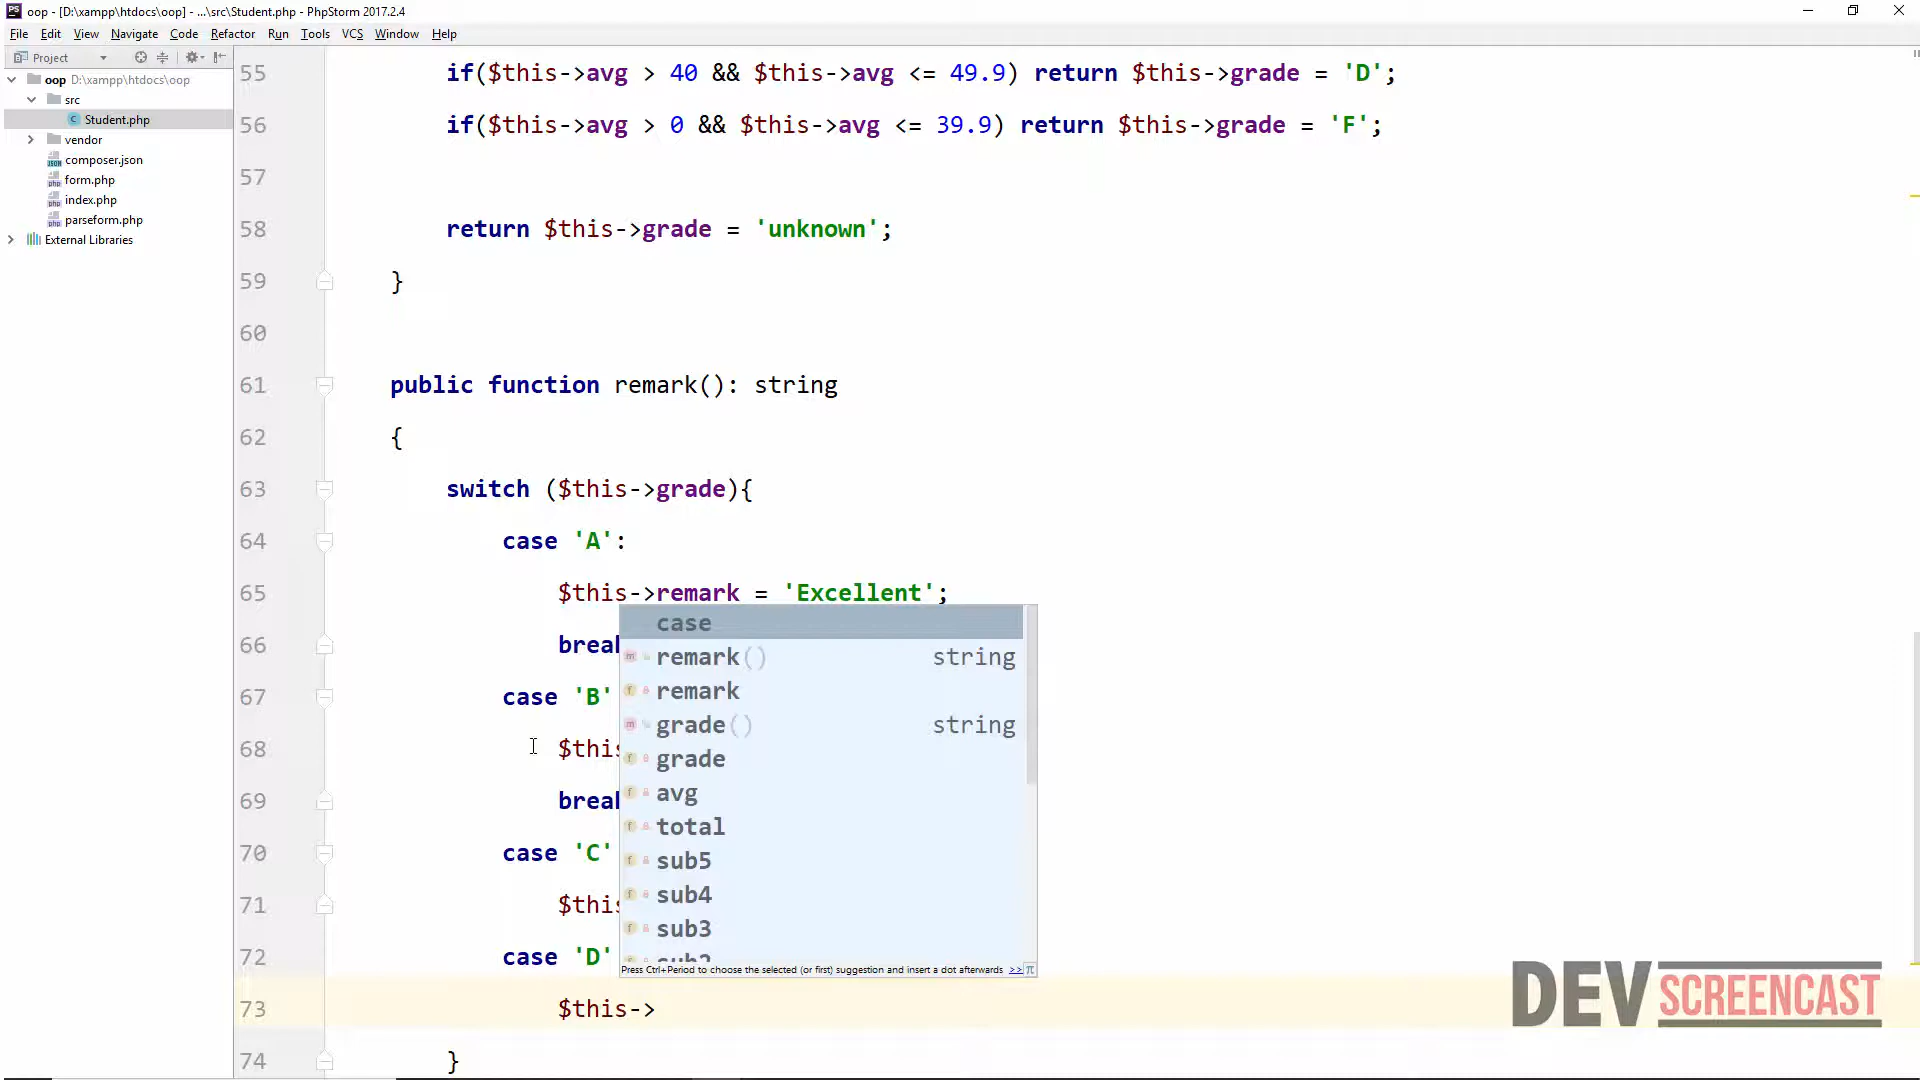 oop - [D:\xampp\htdocs\oop] - ...\src\Student.php - PhpStorm 2017.2.4
File Edit View Navigate Code Refactor Run Tools VCS Window Help
Project
oop D:\xampp\htdocs\oop
src
Student.php
vendor
composer.json
form.php
index.php
parseform.php
External Libraries
55 if($this->avg > 40 && $this->avg <= 49.9) return $this->grade = 'D';
56 if($this->avg > 0 && $this->avg <= 39.9) return $this->grade = 'F';
57
58 return $this->grade = 'unknown';
59 }
60
61 public function remark(): string
62 {
63 switch ($this->grade){
64 case 'A':
65 $this->remark = 'Excellent';
66 break
67 case 'B'
68 $this
69 break
70 case 'C'
71 $this
72 case 'D'
73 $this->
74 }
case
remark() string
remark
grade() string
grade
avg
total
sub5
sub4
sub3
sub2
Press Ctrl+Period to choose the selected (or first) suggestion and insert a dot afterwards >> π
DEVSCREENCAST